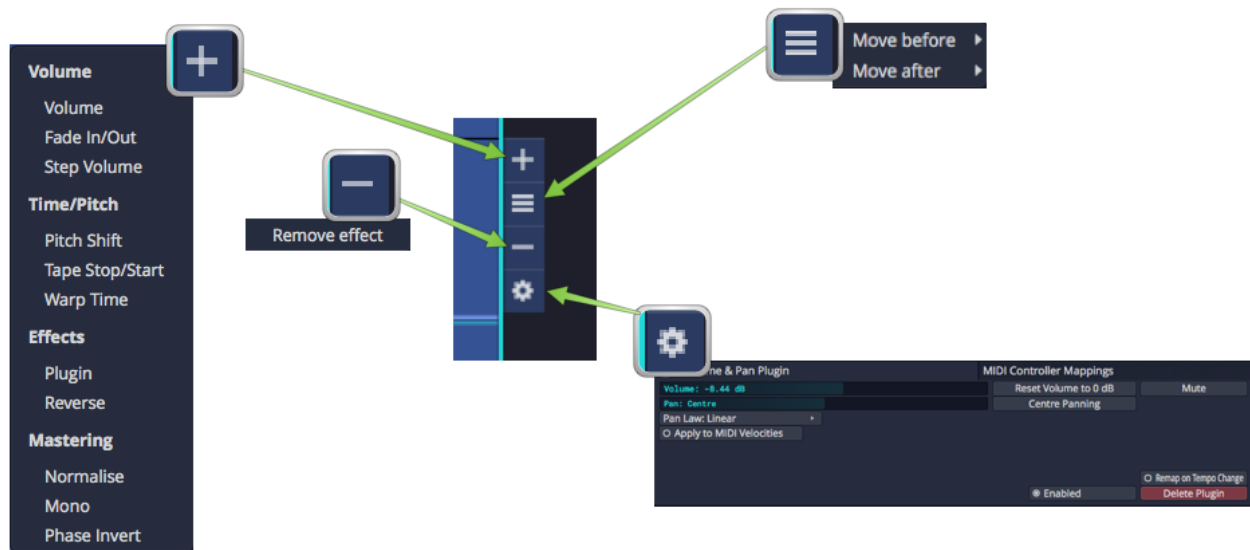 Volume
Volume
Fade In/Out
Step Volume
Time/Pitch
Pitch Shift
Tape Stop/Start
Warp Time
Effects
Plugin
Reverse
Mastering
Normalise
Mono
Phase Invert
Remove effect
Move before
Move after
& Pan Plugin
MIDI Controller Mappings
Volume: -8.44 dB
Reset Volume to 0 dB
Mute
Pan: Centre
Centre Panning
Pan Law: Linear
Apply to MIDI Velocities
Remap on Tempo Change
Enabled
Delete Plugin